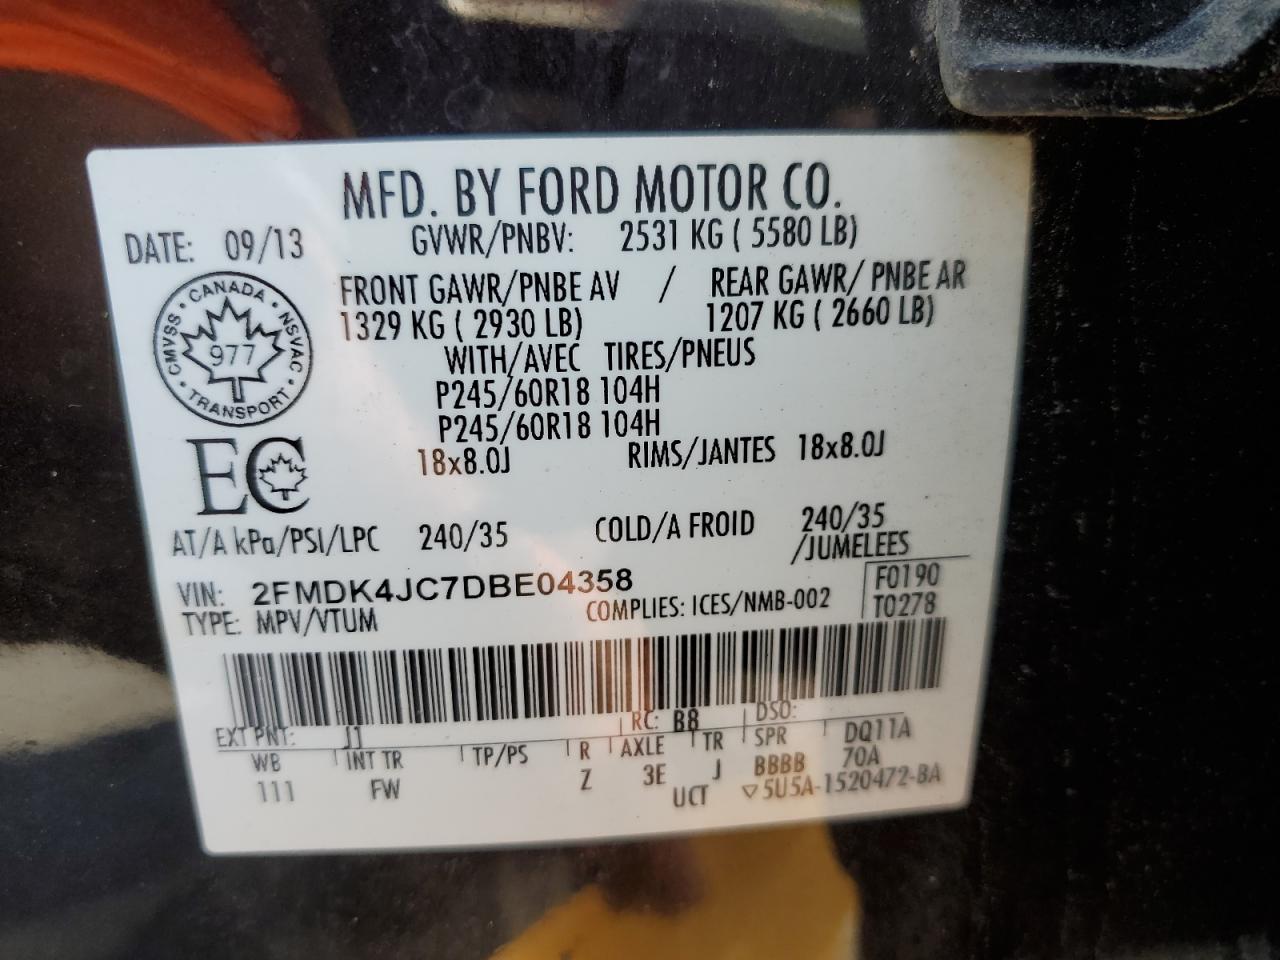 MFD. BY FORD MOTOR CO.
DATE: 09/13 GVWR/PNBV: 2531 KG ( 5580 LB)
FRONT GAWR/PNBE AV / REAR GAWR/ PNBE AR
1329 KG ( 2930 LB) 1207 KG ( 2660 LB)
CANADA
CMVSS
NSVAC
977
TRANSPORT
WITH/AVEC TIRES/PNEUS
P245/60R18 104H
P245/60R18 104H
EC
18x8.0J RIMS/JANTES 18x8.0J
AT/A kPa/PSI/LPC 240/35 COLD/A FROID 240/35
/JUMELEES
VIN: 2FMDK4JC7DBE04358 F0190
TYPE: MPV/VTUM COMPLIES: ICES/NMB-002 T0278
EXT PNT: J1 RC: B8 DSO:
WB INT TR TP/PS R AXLE TR SPR DQ11A
111 FW Z 3E J BBBB 70A
UCT ▽5U5A-1520472-BA